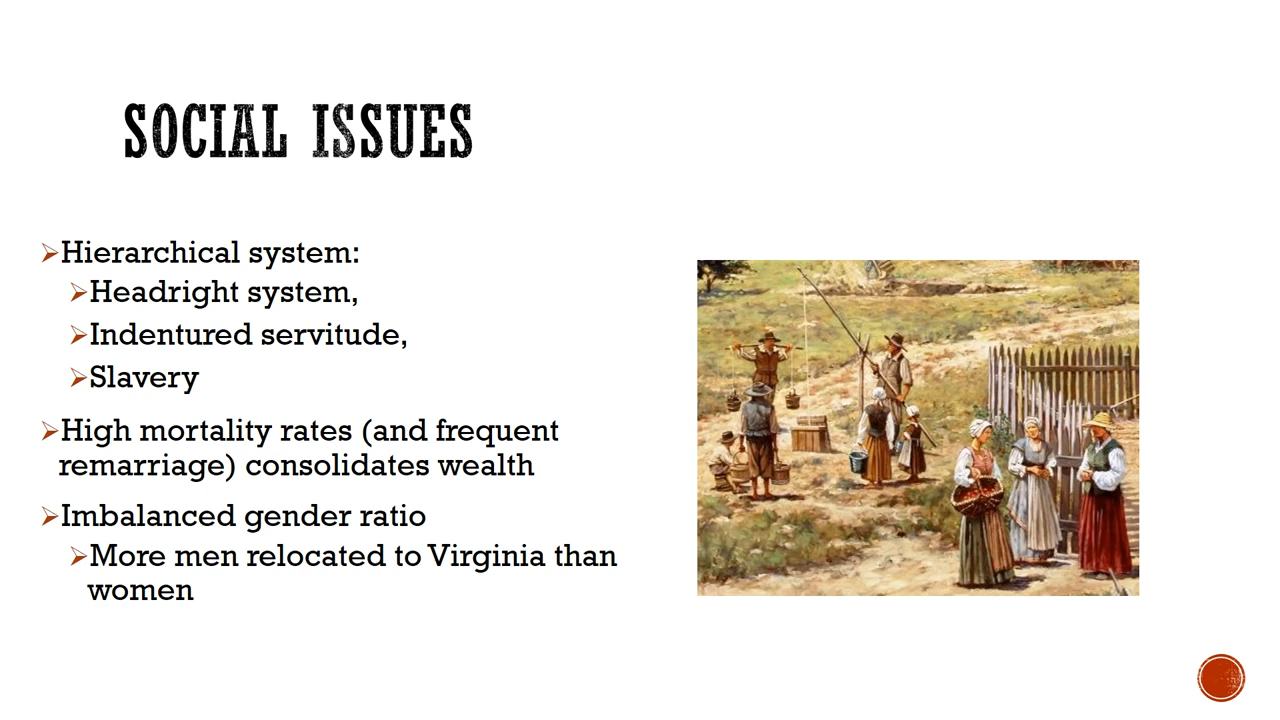 SOCIAL ISSUES
➢Hierarchical system:
➢Headright system,
➢Indentured servitude,
➢Slavery
➢High mortality rates (and frequent
remarriage) consolidates wealth
➢Imbalanced gender ratio
➢More men relocated to Virginia than
women